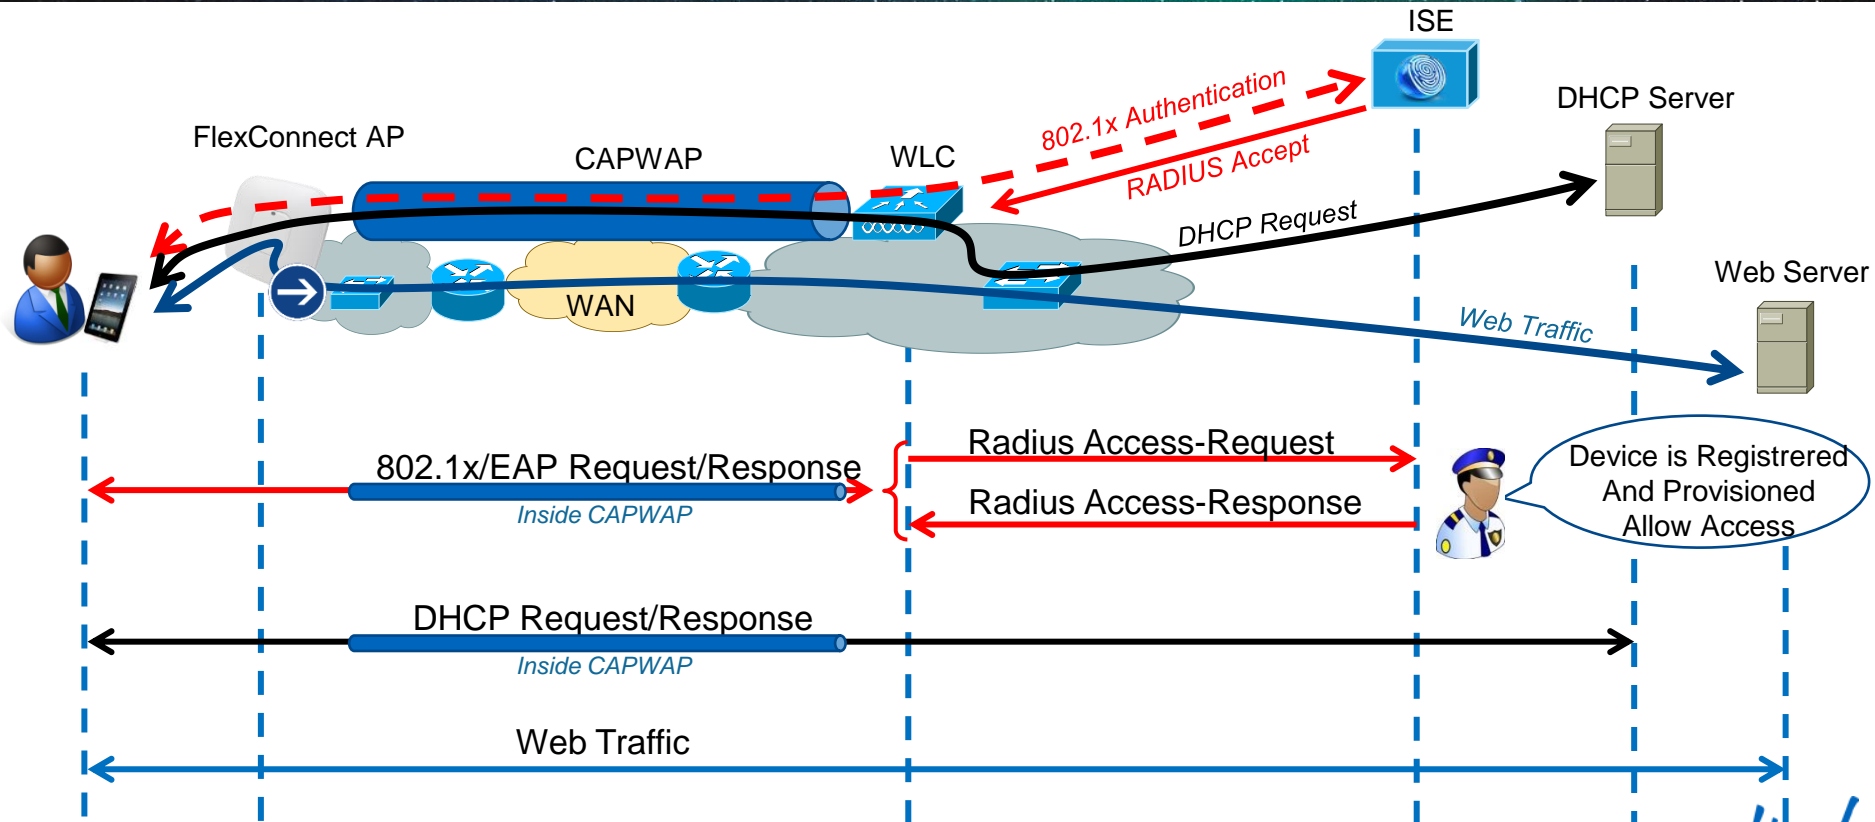 ISE
DHCP Server
FlexConnect AP
CAPWAP
WLC
802.1x Authentication
RADIUS Accept
DHCP Request
WAN
Web Server
Web Traffic
Radius Access-Request
802.1x/EAP Request/Response
Inside CAPWAP
Radius Access-Response
Device is Registrered
And Provisioned
Allow Access
DHCP Request/Response
Inside CAPWAP
Web Traffic